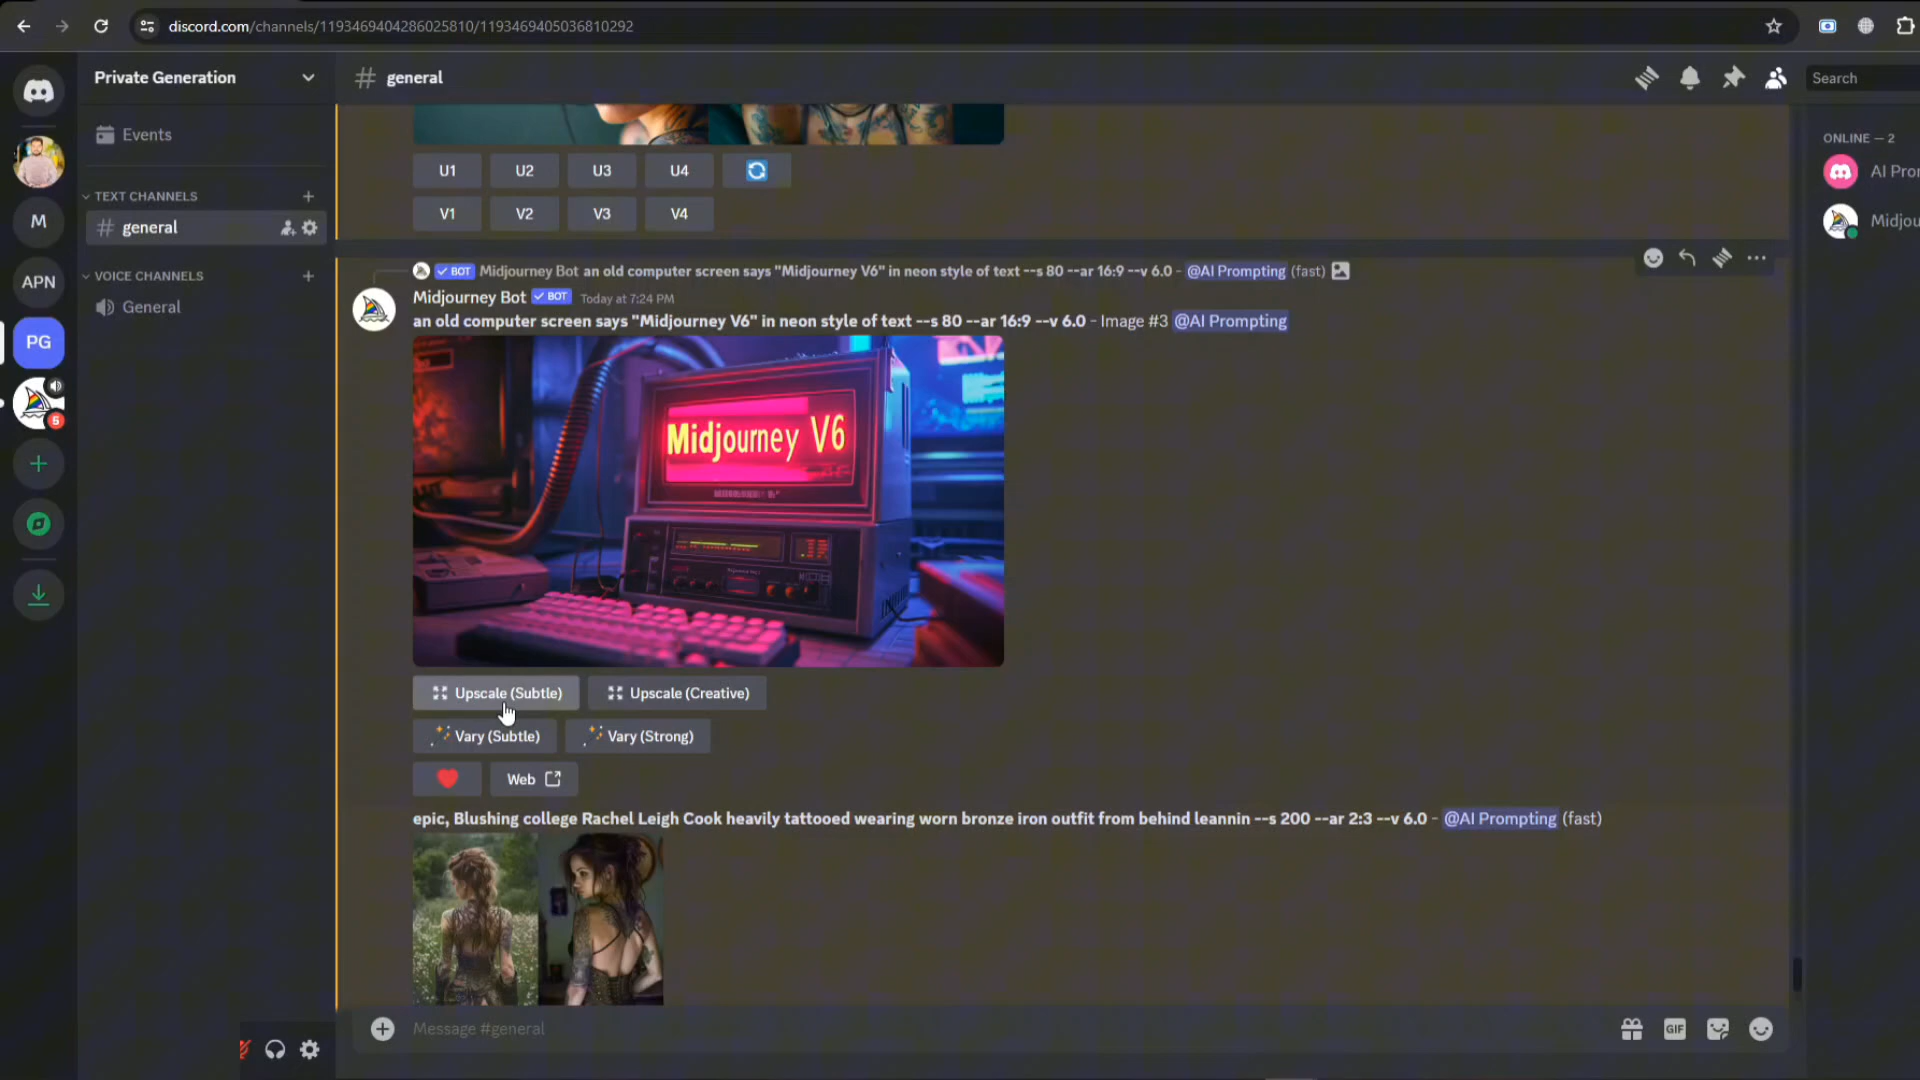 discord.com/channels/1193469404286025810/1193469405036810292
Private Generation
general
Search
Events
TEXT CHANNELS
general
VOICE CHANNELS
General
M
APN
PG
5
U1 U2 U3 U4
V1 V2 V3 V4
BOT Midjourney Bot an old computer screen says "Midjourney V6" in neon style of text --s 80 --ar 16:9 --v 6.0 - @AI Prompting (fast)
Midjourney Bot BOT Today at 7:24 PM
an old computer screen says "Midjourney V6" in neon style of text --s 80 --ar 16:9 --v 6.0 - Image #3 @AI Prompting
Midjourney V6
Upscale (Subtle) Upscale (Creative)
Vary (Subtle) Vary (Strong)
Web
epic, Blushing college Rachel Leigh Cook heavily tattooed wearing worn bronze iron outfit from behind leannin --s 200 --ar 2:3 --v 6.0 - @AI Prompting (fast)
Message #general
GIF
ONLINE — 2
AI Pro
Midjou